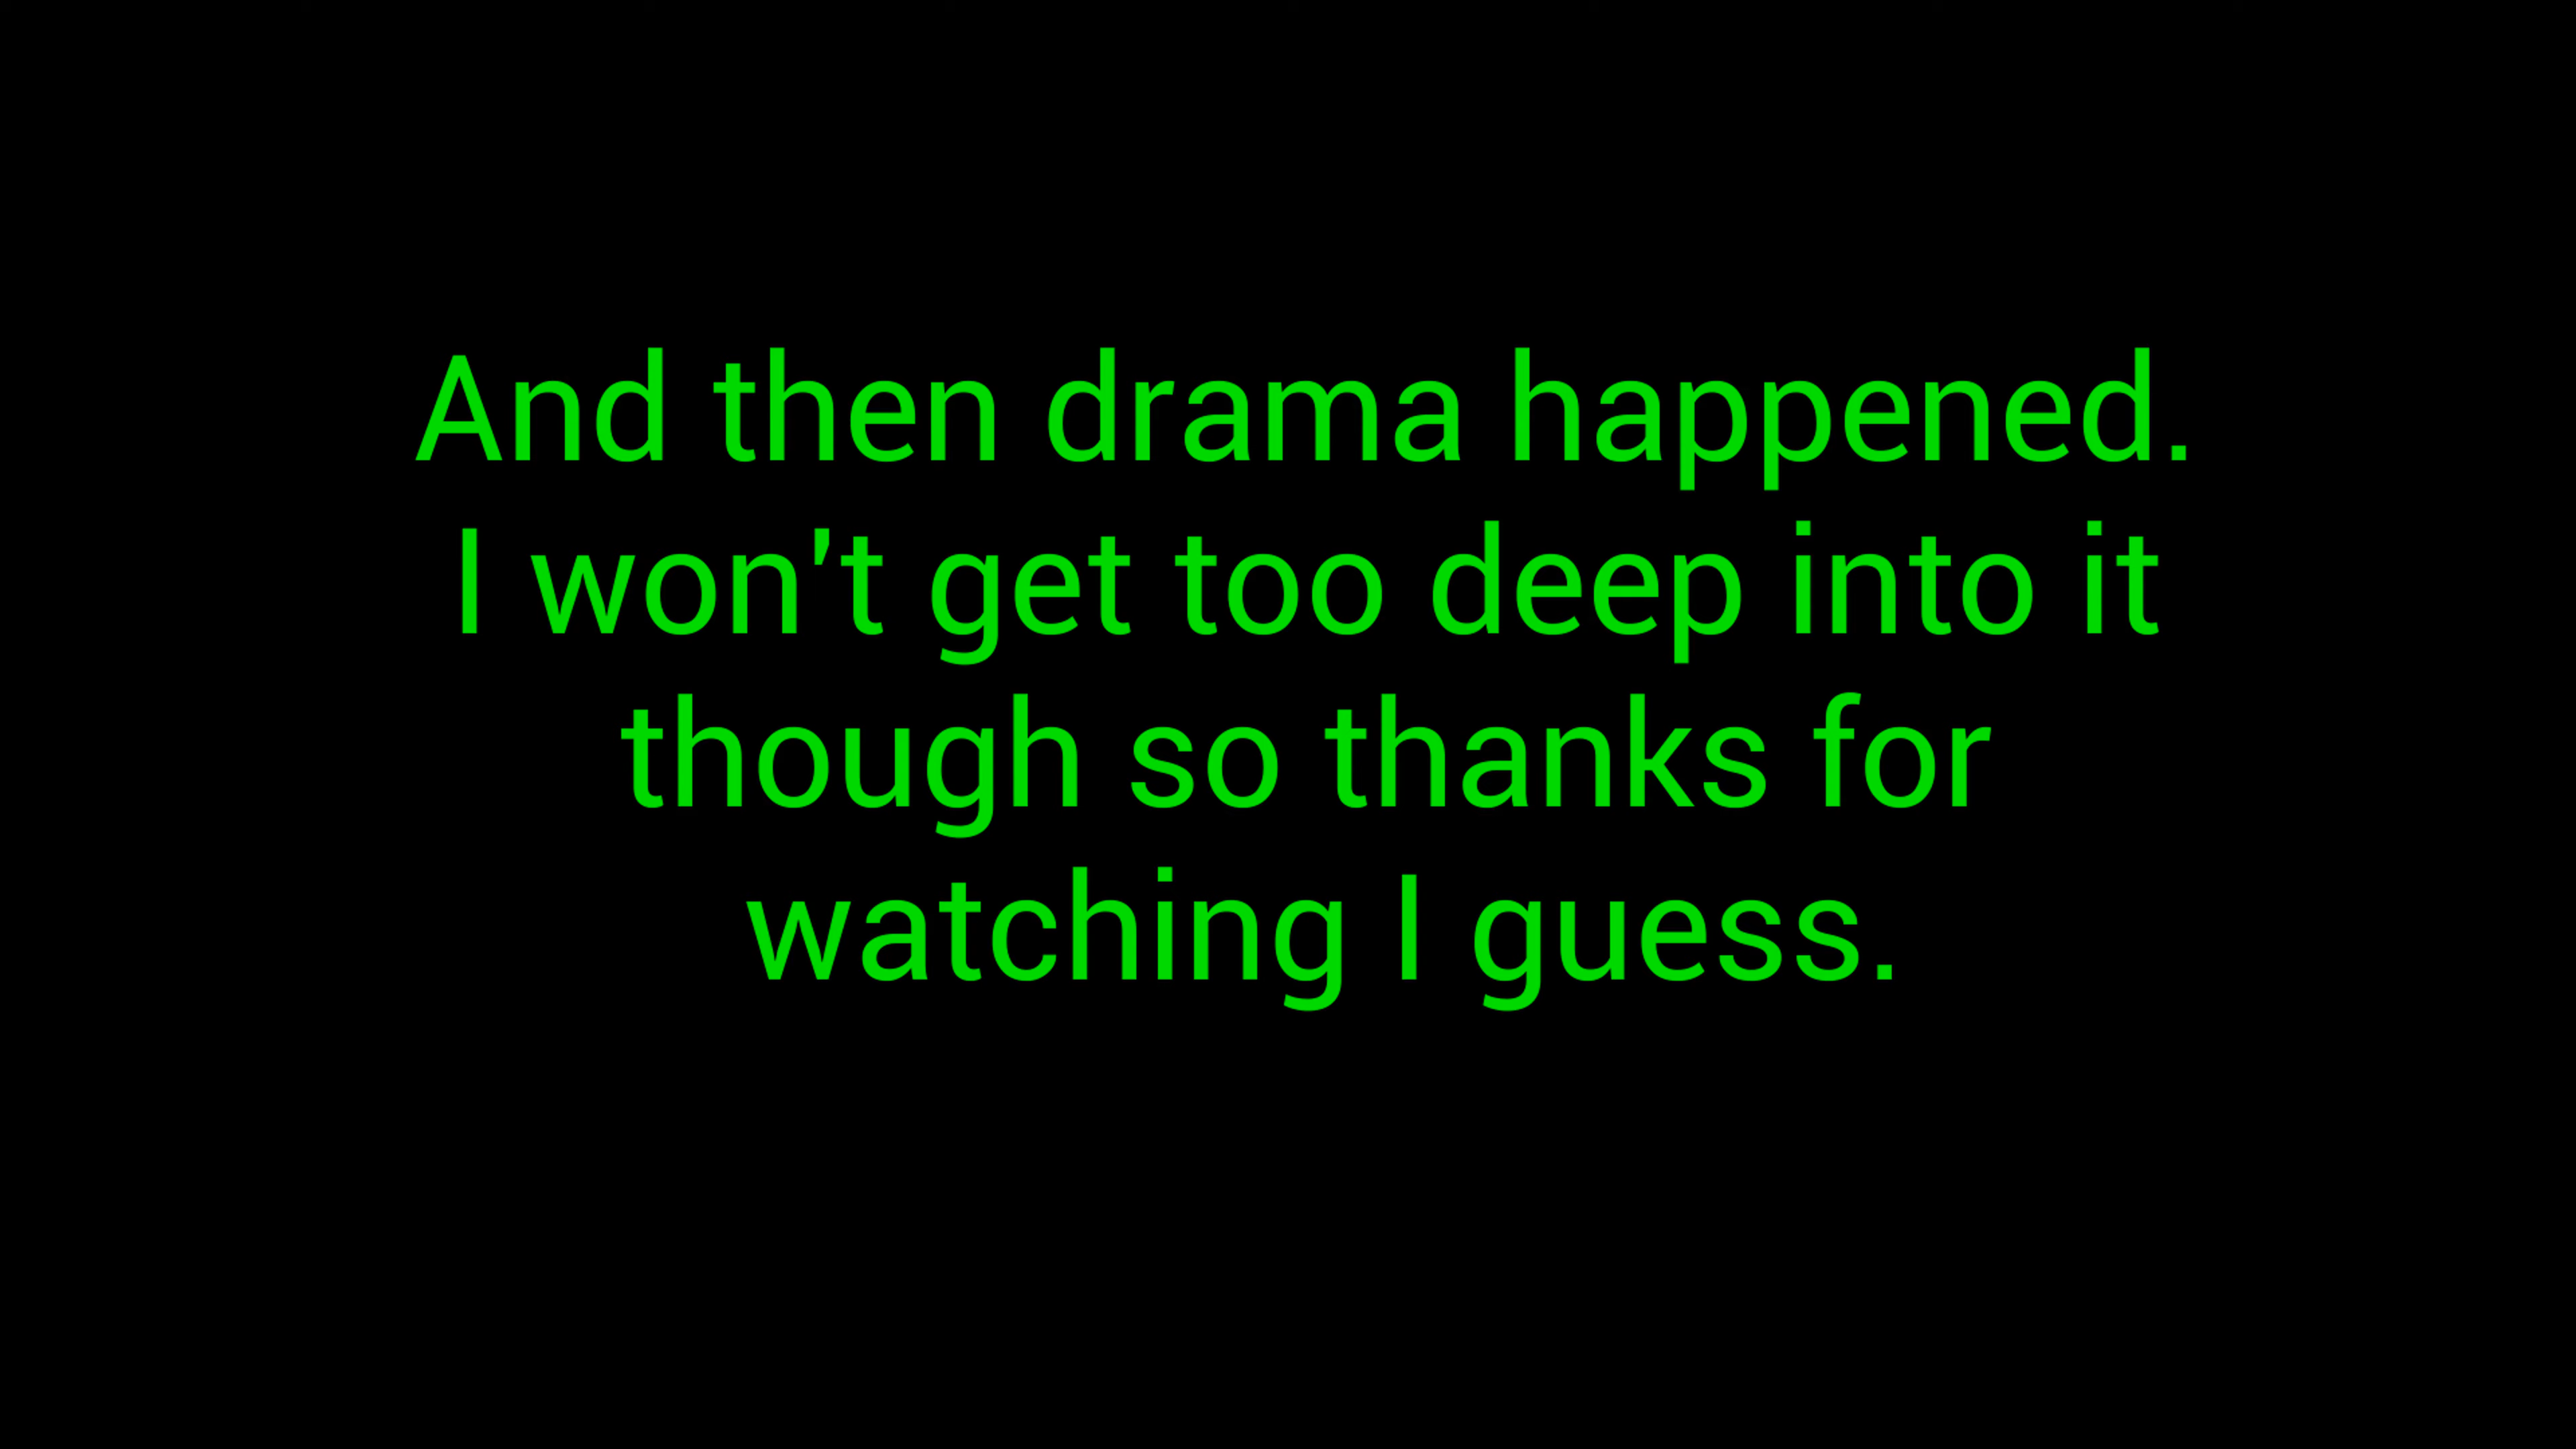 And then drama happened.
I won't get too deep into it
though so thanks for
watching I guess.